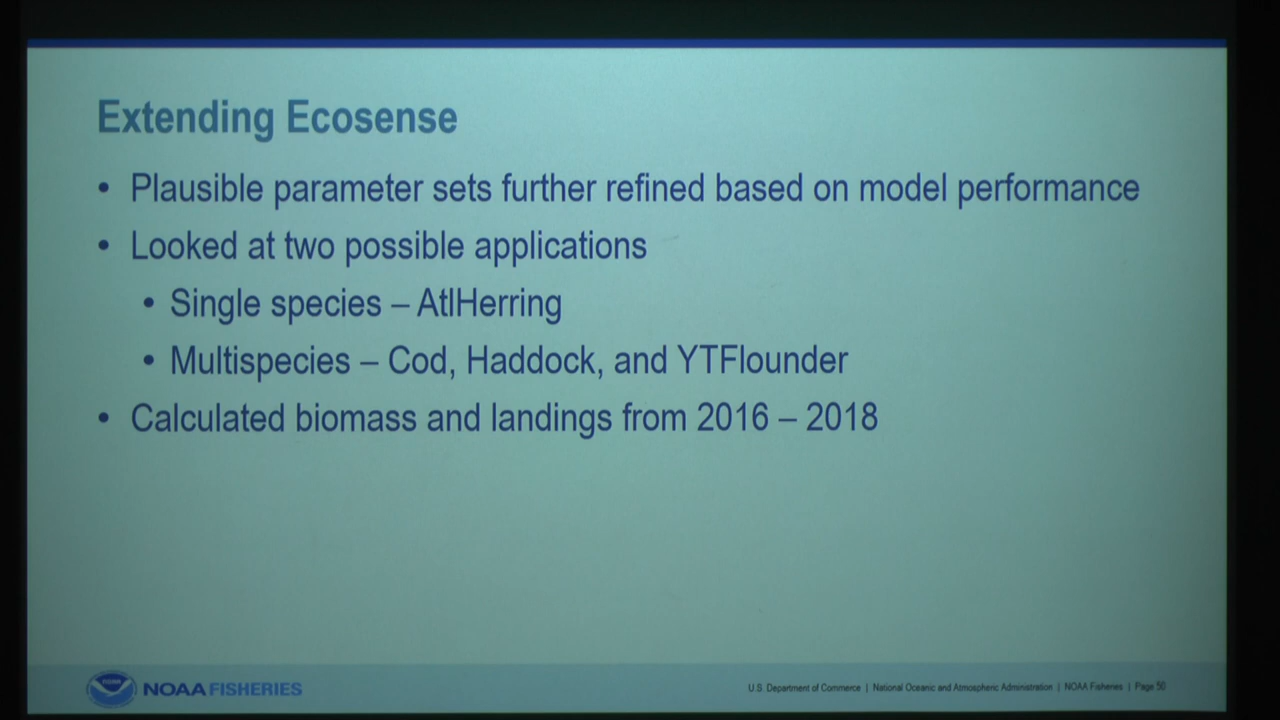 Extending Ecosense
• Plausible parameter sets further refined based on model performance
• Looked at two possible applications
• Single species – AtlHerring
• Multispecies – Cod, Haddock, and YTFlounder
• Calculated biomass and landings from 2016 – 2018
NOAA FISHERIES
U.S. Department of Commerce | National Oceanic and Atmospheric Administration | NOAA Fisheries | Page 50